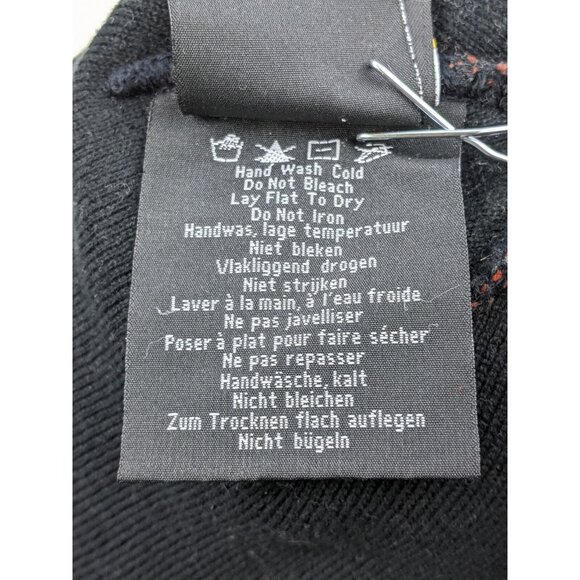 Hand Wash Cold
Do Not Bleach
Lay Flat To Dry
Do Not Iron
Handwas, lage temperatuur
Niet bleken
Vlakliggend drogen
Niet strijken
Laver à la main, à l'eau froide
Ne pas javelliser
Poser à plat pour faire sécher
Ne pas repasser
Handwäsche, kalt
Nicht bleichen
Zum Trocknen flach auflegen
Nicht bügeln